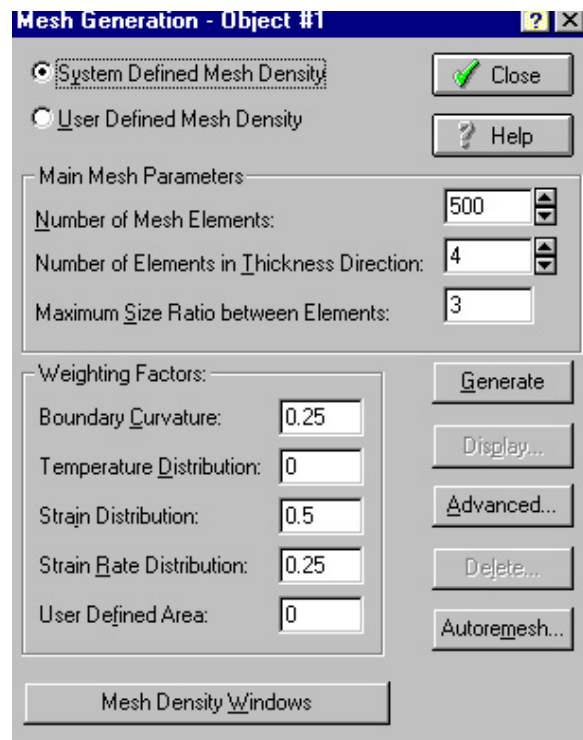 Mesh Generation - Object #1
System Defined Mesh Density
Close
User Defined Mesh Density
Help
Main Mesh Parameters
Number of Mesh Elements: 500
Number of Elements in Thickness Direction: 4
Maximum Size Ratio between Elements: 3
Weighting Factors:
Generate
Boundary Curvature: 0.25
Display...
Temperature Distribution: 0
Advanced...
Strain Distribution: 0.5
Strain Rate Distribution: 0.25
Delete...
User Defined Area: 0
Autoremesh...
Mesh Density Windows